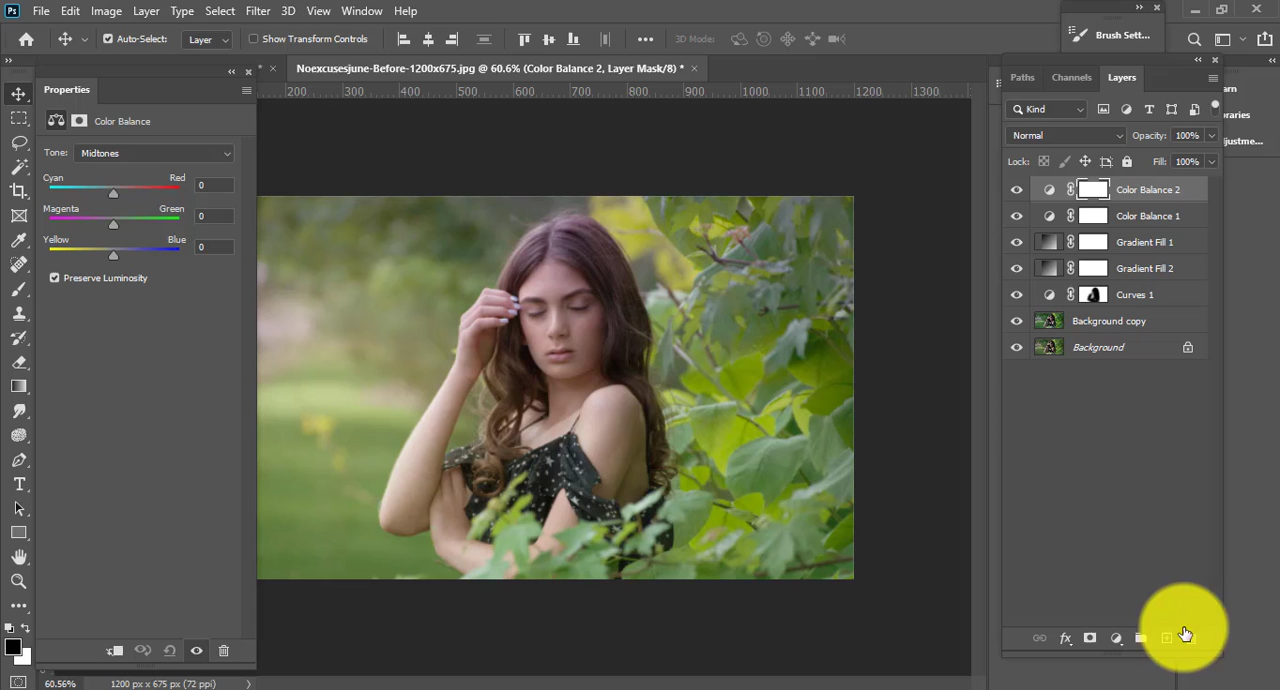 Ps File Edit Image Layer Type Select Filter 3D View Window Help
Auto-Select: Layer Show Transform Controls 3D Mode: Brush Sett...
Noexcusesjune-Before-1200x675.jpg @ 60.6% (Color Balance 2, Layer Mask/8) *
Properties
200 300 400 500 600 700 800 900 1000 1100 1200 1300
Color Balance
Tone: Midtones
Cyan Red 0
Magenta Green 0
Yellow Blue 0
Preserve Luminosity
Paths Channels Layers
Kind
Normal Opacity: 100%
Lock: Fill: 100%
Color Balance 2
Color Balance 1
Gradient Fill 1
Gradient Fill 2
Curves 1
Background copy
Background
arn
raries
djustme...
fx
60.56% 1200 px x 675 px (72 ppi)